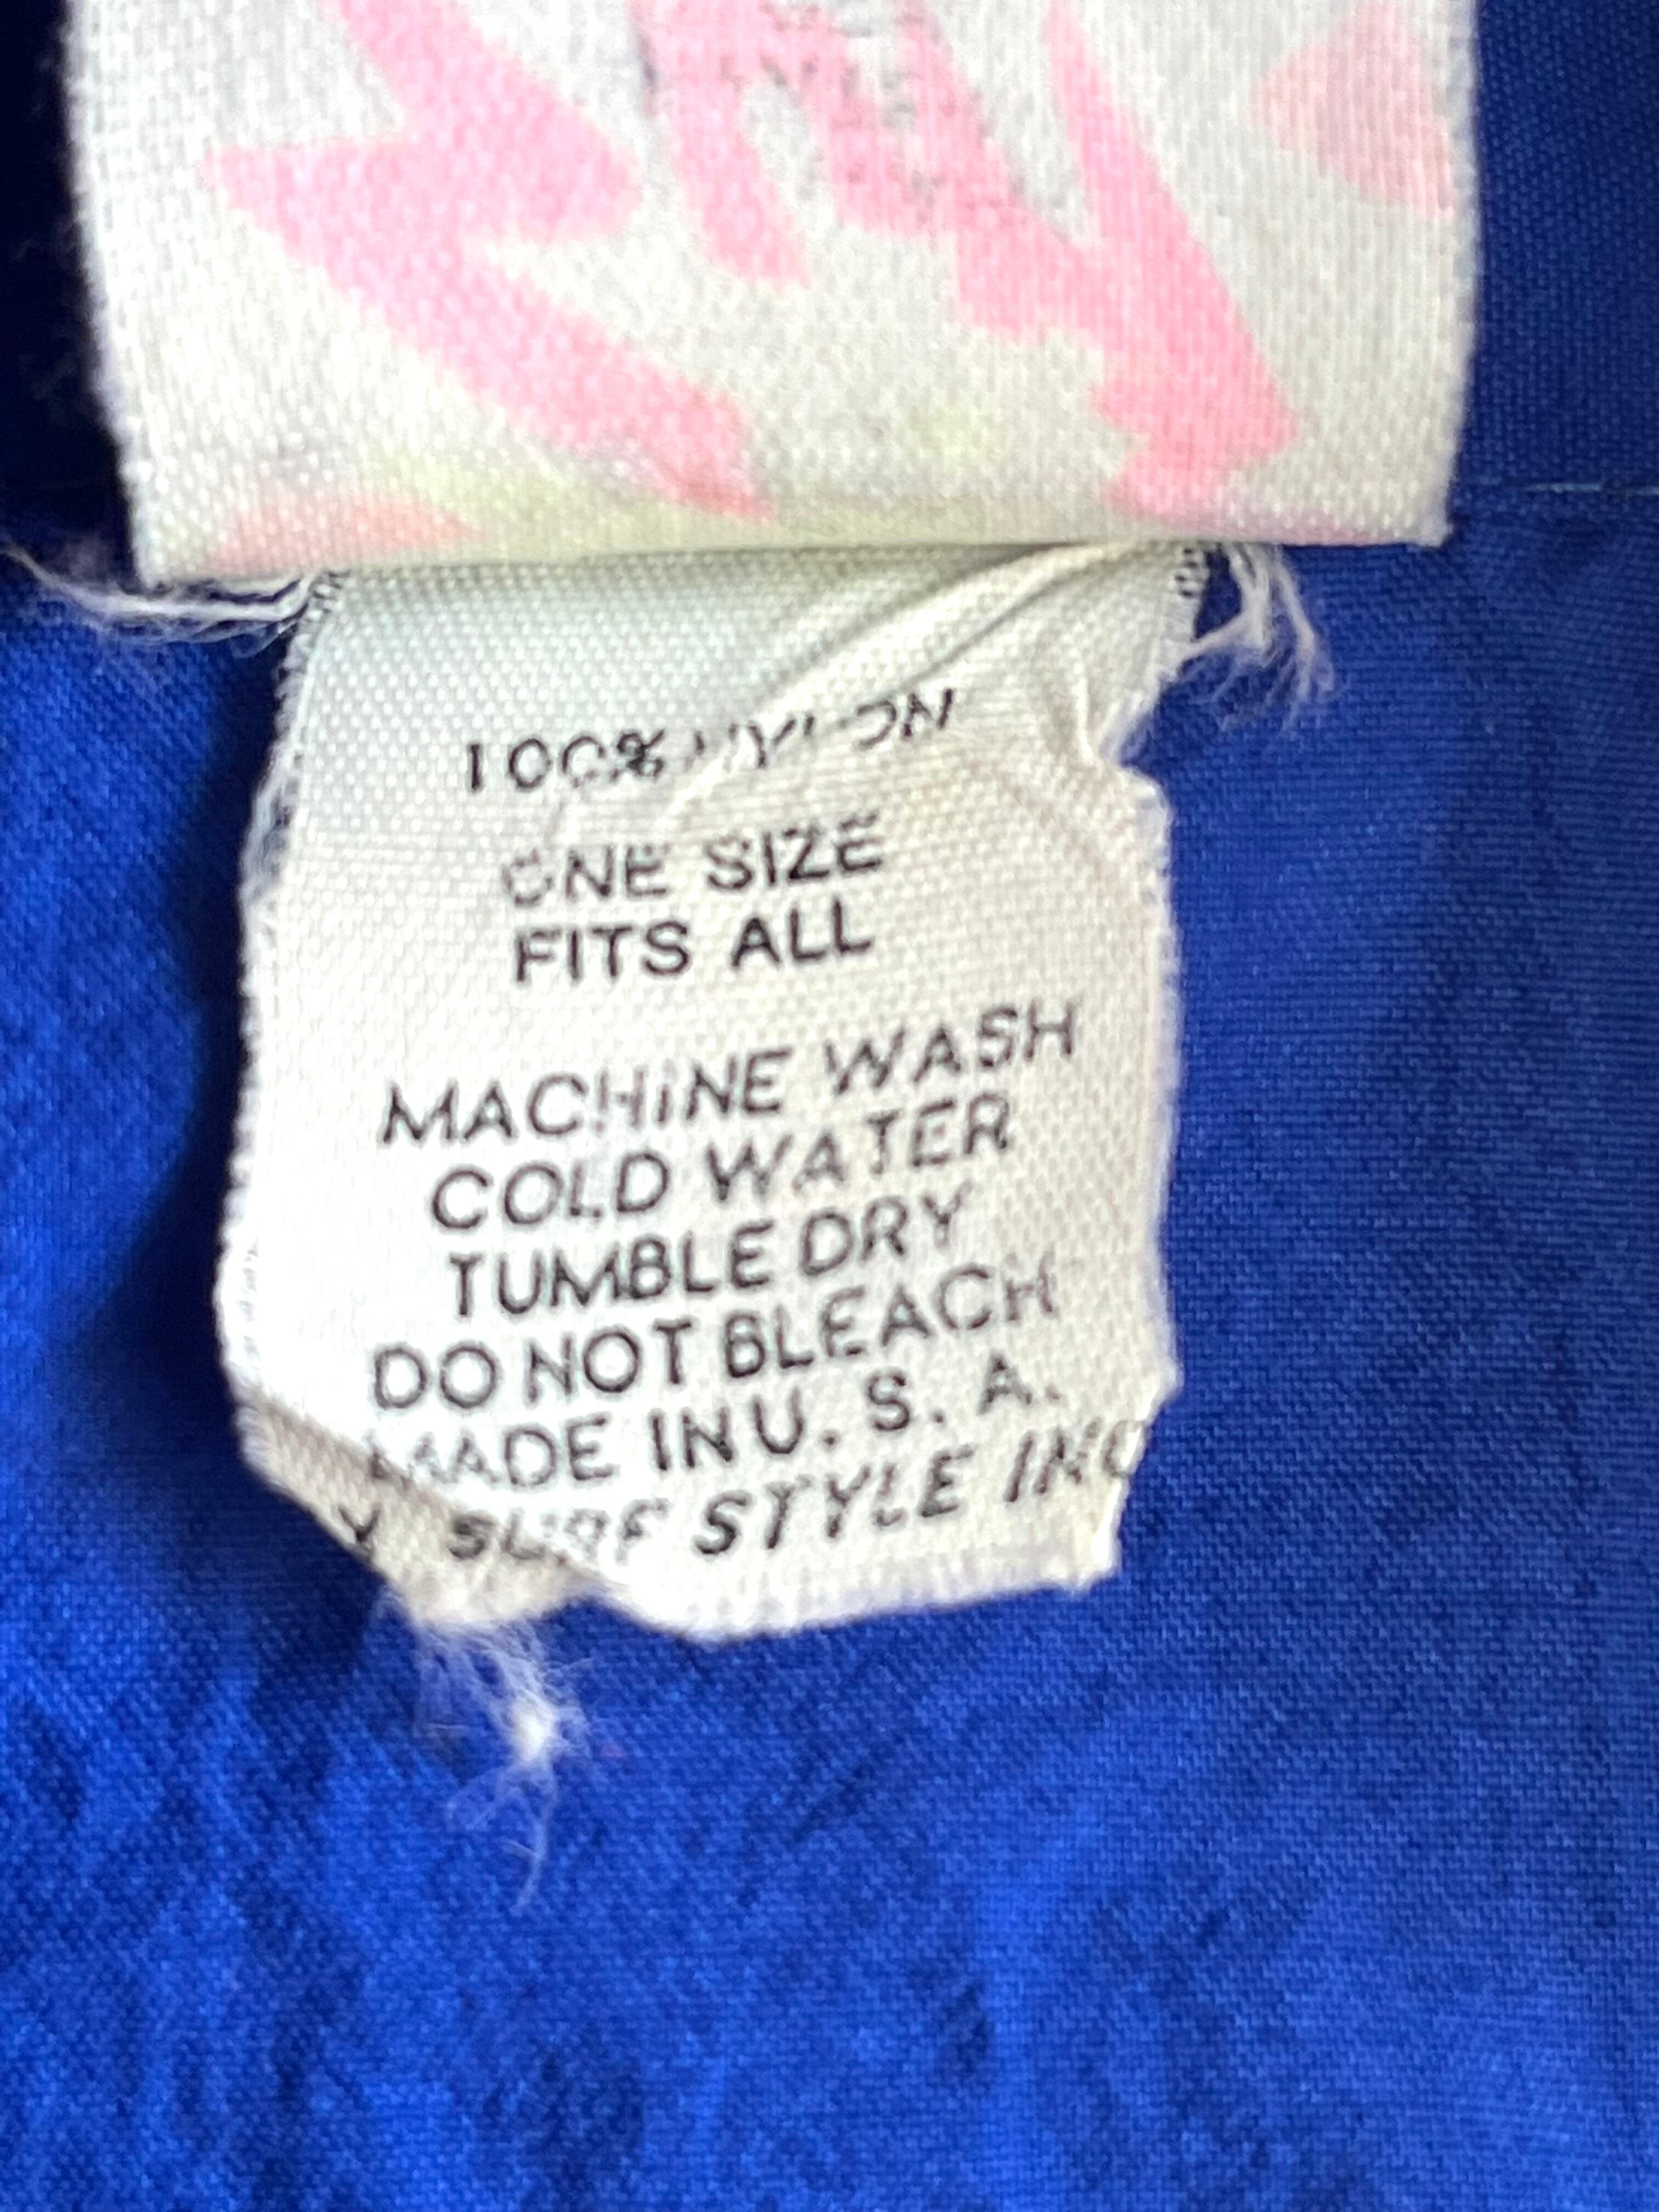 100% NYLON
ONE SIZE
FITS ALL
MACHINE WASH
COLD WATER
TUMBLE DRY
DO NOT BLEACH
MADE IN U. S. A.
SURF STYLE INC